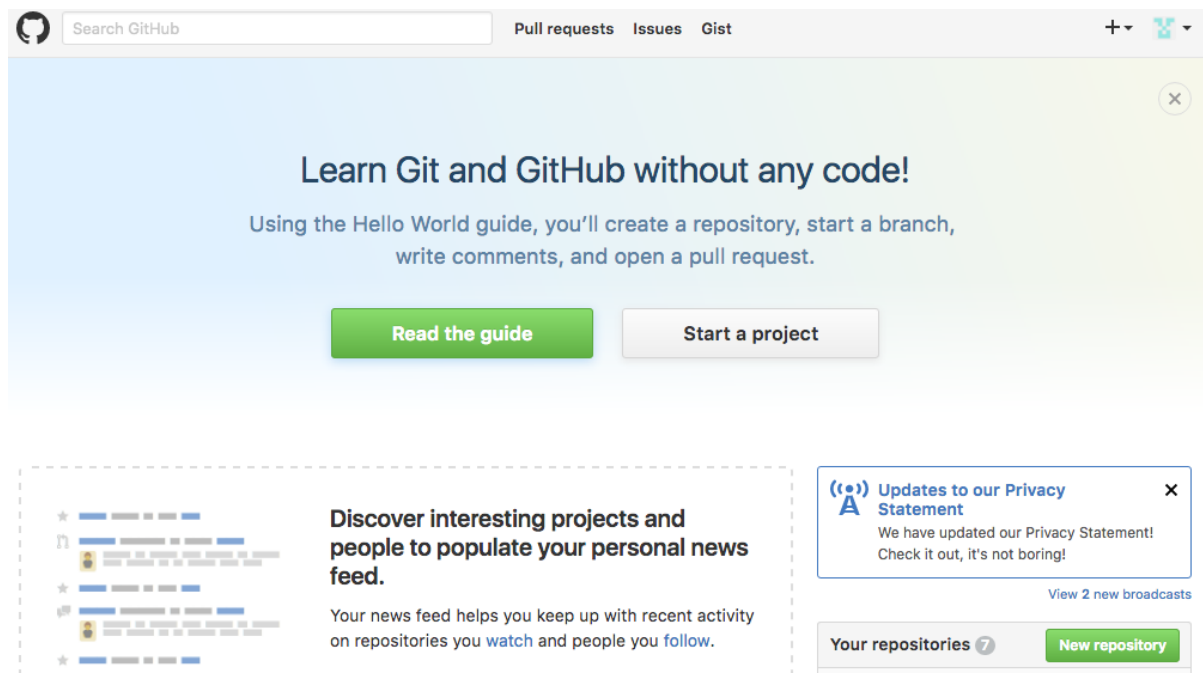 Search GitHub
Pull requests Issues Gist
Learn Git and GitHub without any code!
Using the Hello World guide, you’ll create a repository, start a branch,
write comments, and open a pull request.
Read the guide
Start a project
Discover interesting projects and
people to populate your personal news
feed.
Your news feed helps you keep up with recent activity
on repositories you watch and people you follow.
Updates to our Privacy
Statement
We have updated our Privacy Statement!
Check it out, it's not boring!
View 2 new broadcasts
Your repositories 7
New repository